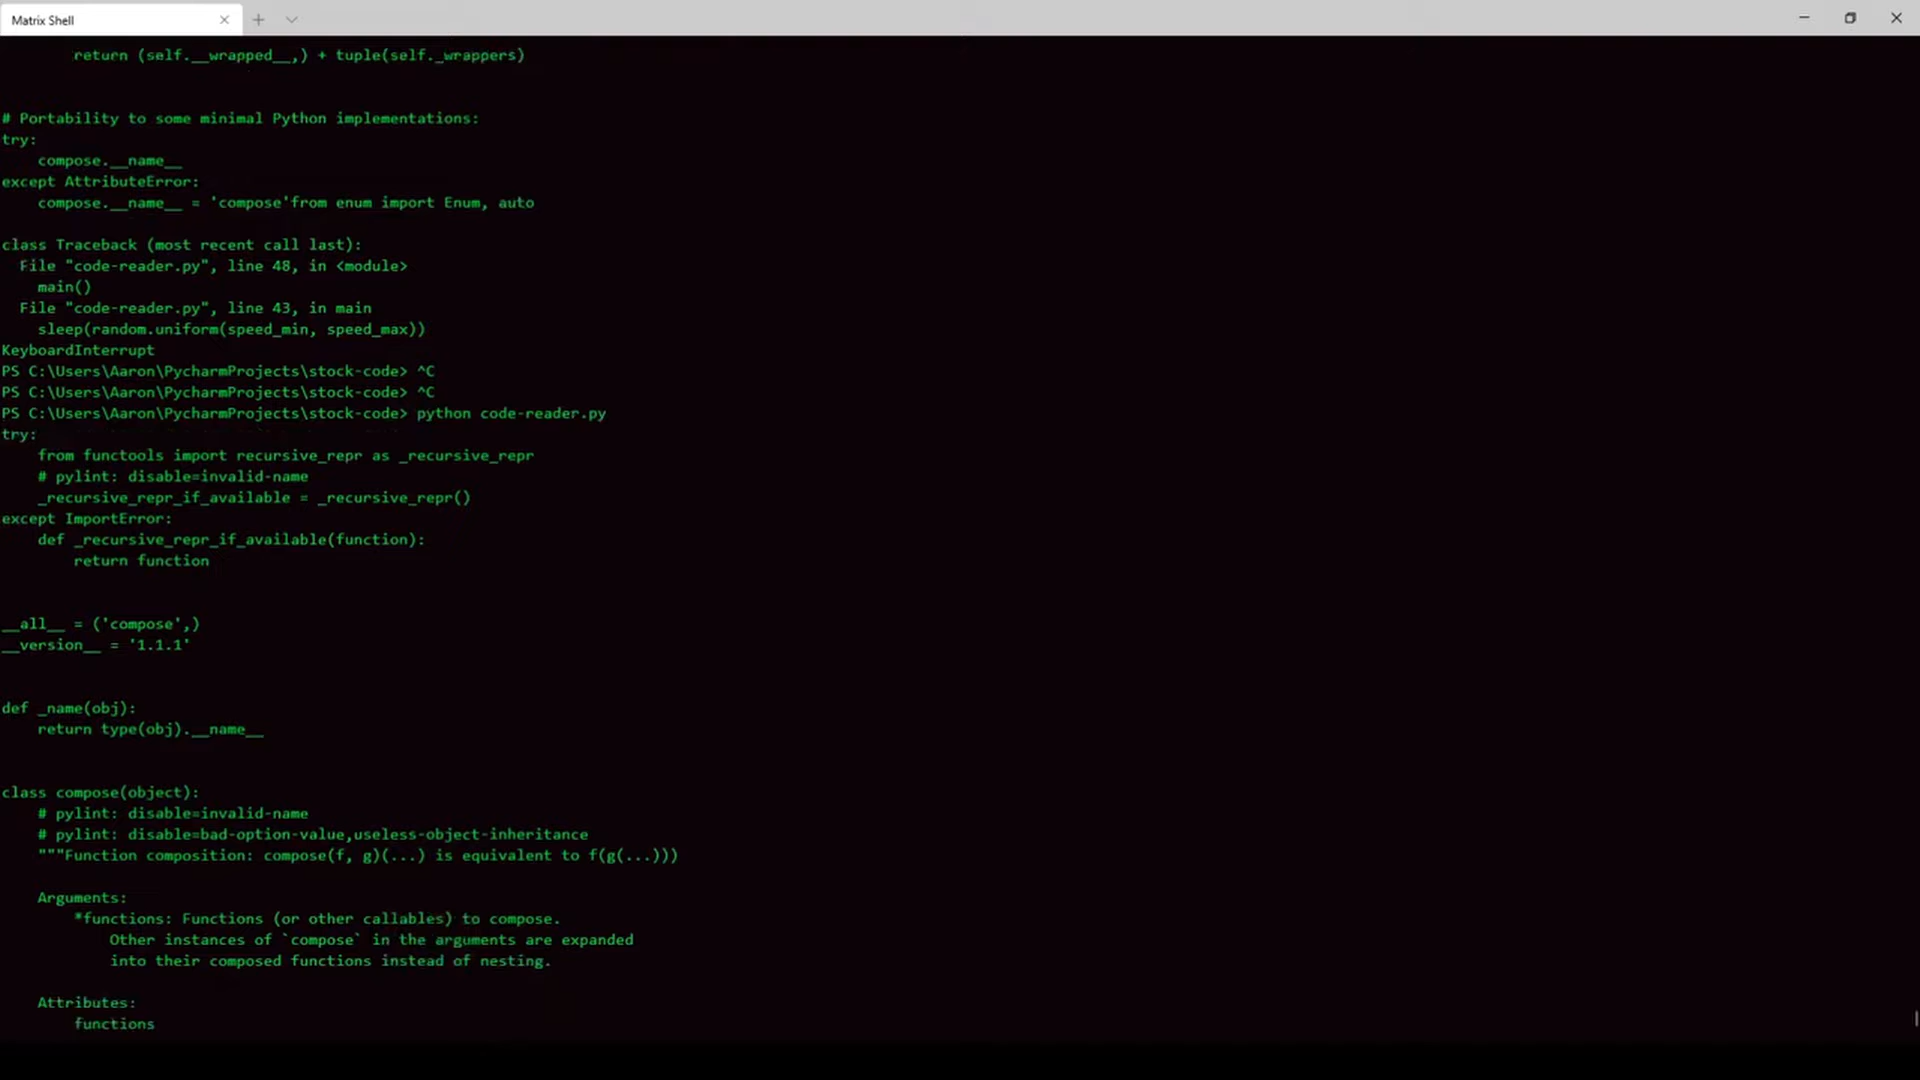 Matrix Shell
        return (self.__wrapped__,) + tuple(self._wrappers)
# Portability to some minimal Python implementations:
try:
    compose.__name__
except AttributeError:
    compose.__name__ = 'compose'from enum import Enum, auto
class Traceback (most recent call last):
  File "code-reader.py", line 48, in <module>
    main()
  File "code-reader.py", line 43, in main
    sleep(random.uniform(speed_min, speed_max))
KeyboardInterrupt
PS C:\Users\Aaron\PycharmProjects\stock-code> ^C
PS C:\Users\Aaron\PycharmProjects\stock-code> ^C
PS C:\Users\Aaron\PycharmProjects\stock-code> python code-reader.py
try:
    from functools import recursive_repr as _recursive_repr
    # pylint: disable=invalid-name
    _recursive_repr_if_available = _recursive_repr()
except ImportError:
    def _recursive_repr_if_available(function):
        return function
__all__ = ('compose',)
__version__ = '1.1.1'
def _name(obj):
    return type(obj).__name__
class compose(object):
    # pylint: disable=invalid-name
    # pylint: disable=bad-option-value,useless-object-inheritance
    """Function composition: compose(f, g)(...) is equivalent to f(g(...)))
    Arguments:
        *functions: Functions (or other callables) to compose.
            Other instances of `compose` in the arguments are expanded
            into their composed functions instead of nesting.
    Attributes:
        functions